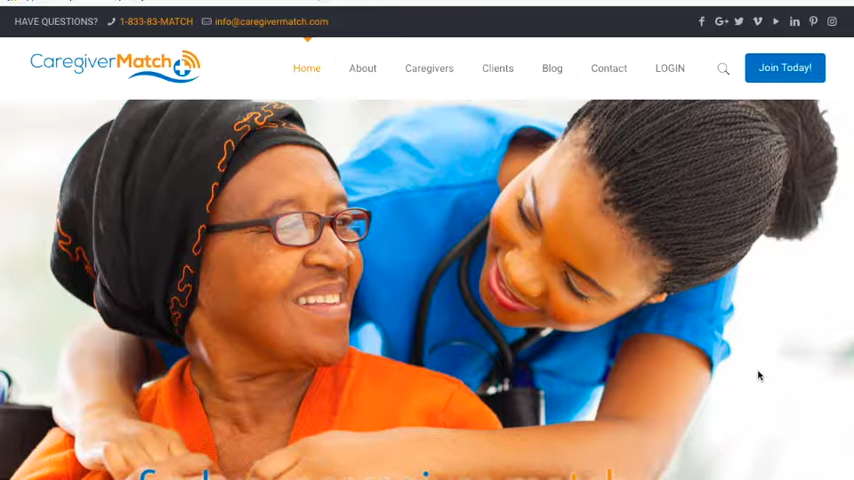 HAVE QUESTIONS? 1-833-83-MATCH info@caregivermatch.com
CaregiverMatch
Home About Caregivers Clients Blog Contact LOGIN Join Today!